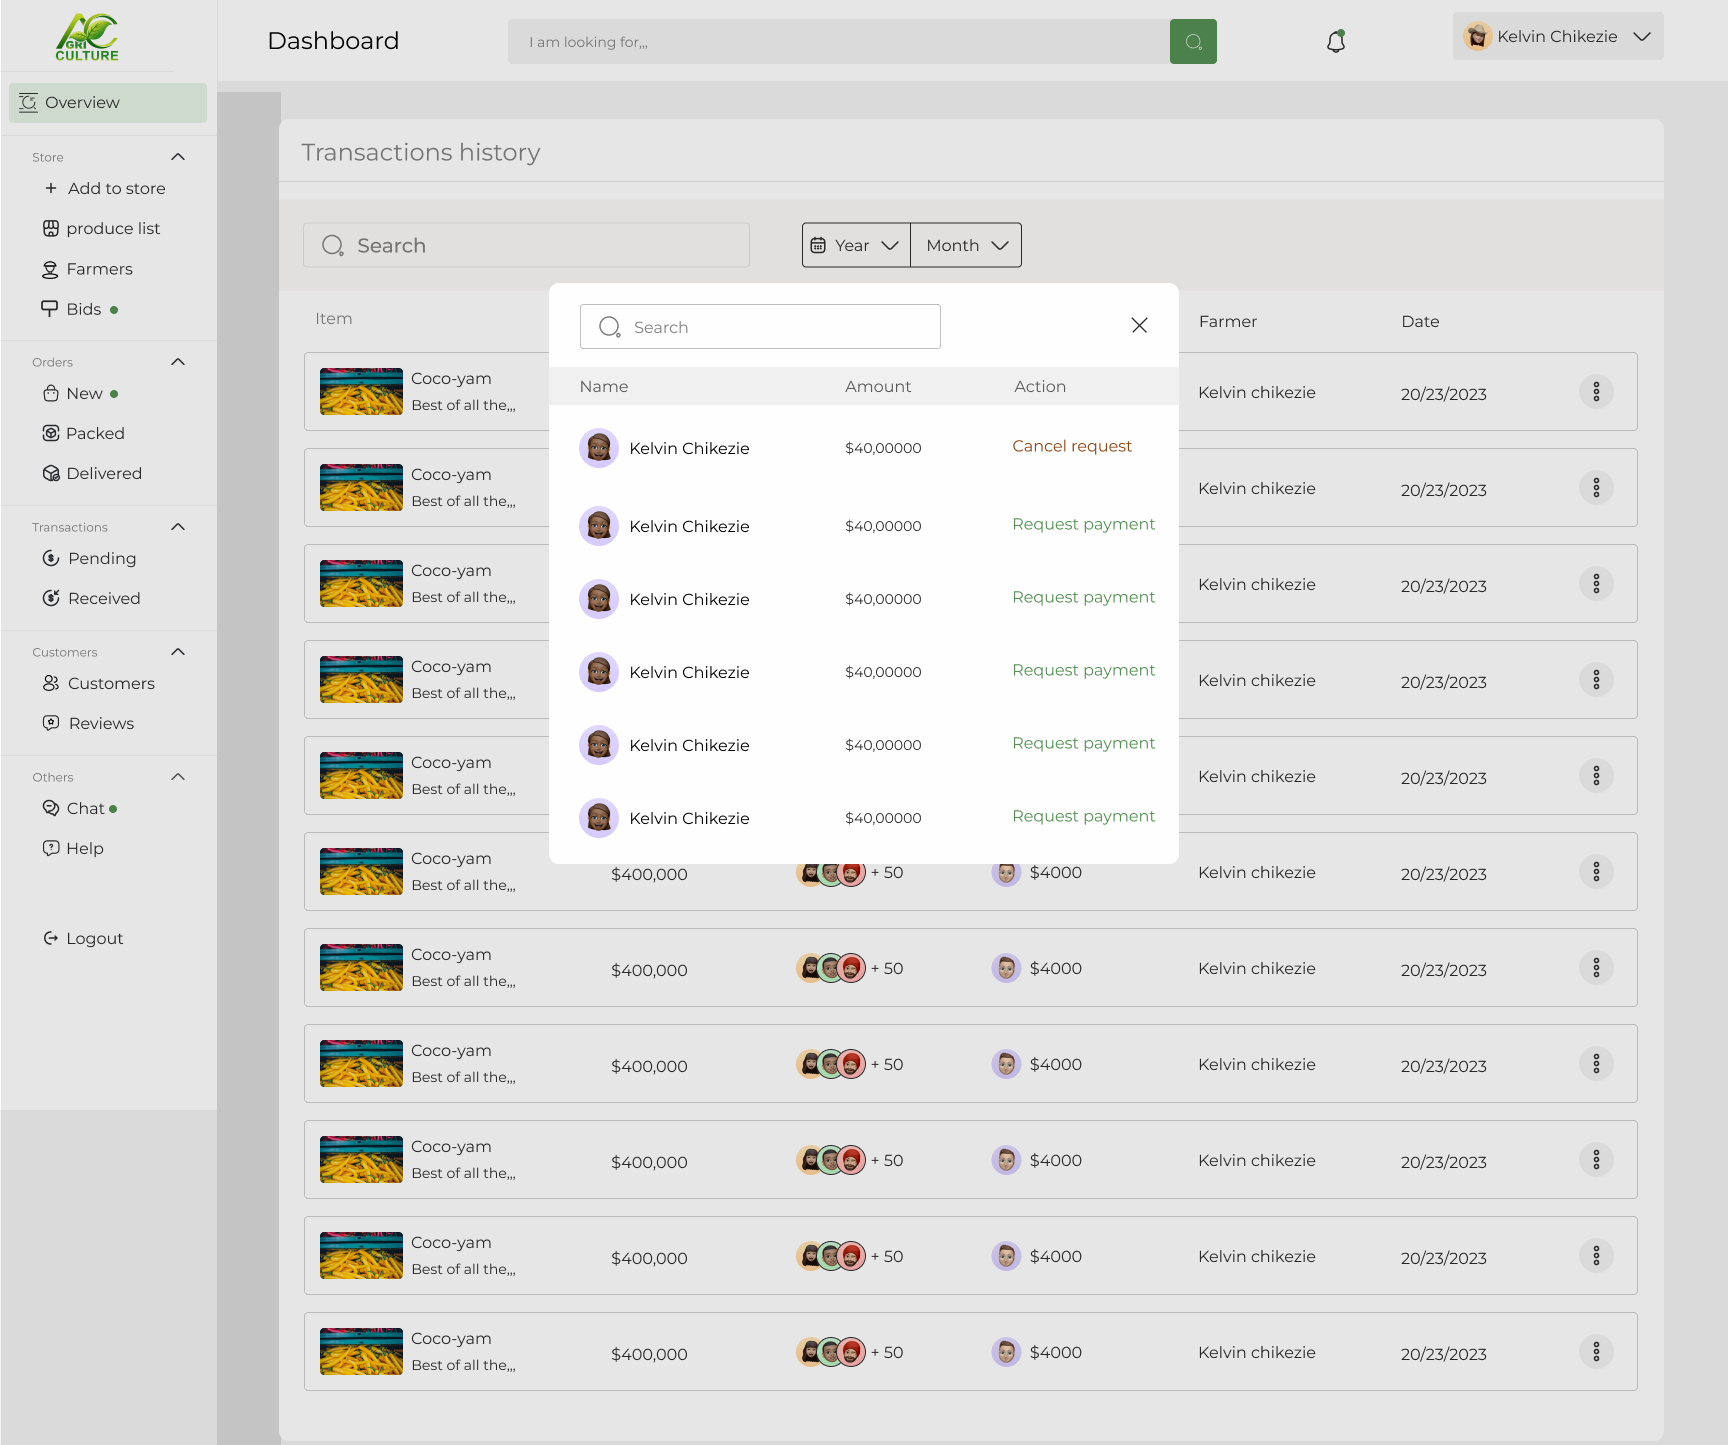 AC
GRI
CULTURE
Dashboard
I am looking for,,,
Kelvin Chikezie
Overview
Store
Add to store
produce list
Farmers
Bids
Orders
New
Packed
Delivered
Transactions
Pending
Received
Customers
Customers
Reviews
Others
Chat
Help
Logout
Transactions history
Search
Year
Month
Item
Farmer
Date
Search
Name
Amount
Action
Kelvin Chikezie $40,00000 Cancel request
Kelvin Chikezie $40,00000 Request payment
Kelvin Chikezie $40,00000 Request payment
Kelvin Chikezie $40,00000 Request payment
Kelvin Chikezie $40,00000 Request payment
Kelvin Chikezie $40,00000 Request payment
Coco-yam
Best of all the,,,
Kelvin chikezie 20/23/2023
Coco-yam
Best of all the,,,
Kelvin chikezie 20/23/2023
Coco-yam
Best of all the,,,
Kelvin chikezie 20/23/2023
Coco-yam
Best of all the,,,
Kelvin chikezie 20/23/2023
Coco-yam
Best of all the,,,
Kelvin chikezie 20/23/2023
Coco-yam
Best of all the,,,
$400,000 + 50 $4000 Kelvin chikezie 20/23/2023
Coco-yam
Best of all the,,,
$400,000 + 50 $4000 Kelvin chikezie 20/23/2023
Coco-yam
Best of all the,,,
$400,000 + 50 $4000 Kelvin chikezie 20/23/2023
Coco-yam
Best of all the,,,
$400,000 + 50 $4000 Kelvin chikezie 20/23/2023
Coco-yam
Best of all the,,,
$400,000 + 50 $4000 Kelvin chikezie 20/23/2023
Coco-yam
Best of all the,,,
$400,000 + 50 $4000 Kelvin chikezie 20/23/2023